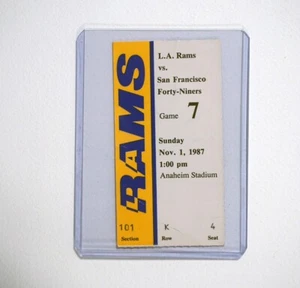 RAMS
L.A. Rams
vs.
San Francisco
Forty-Niners
Game 7
Sunday
Nov. 1, 1987
1:00 pm
Anaheim Stadium
101 K 4
Section Row Seat